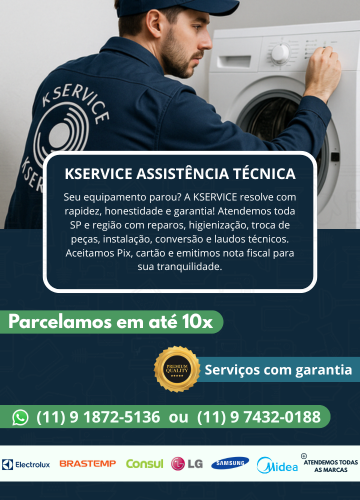 KSERVICE
KSER
KSERVICE ASSISTÊNCIA TÉCNICA
Seu equipamento parou? A KSERVICE resolve com
rapidez, honestidade e garantia! Atendemos toda
SP e região com reparos, higienização, troca de
peças, instalação, conversão e laudos técnicos.
Aceitamos Pix, cartão e emitimos nota fiscal para
sua tranquilidade.
Parcelamos em até 10x
PREMIUM
QUALITY
Serviços com garantia
(11) 9 1872-5136 ou (11) 9 7432-0188
Electrolux BRASTEMP Consul LG SAMSUNG Midea ATENDEMOS TODAS
AS MARCAS